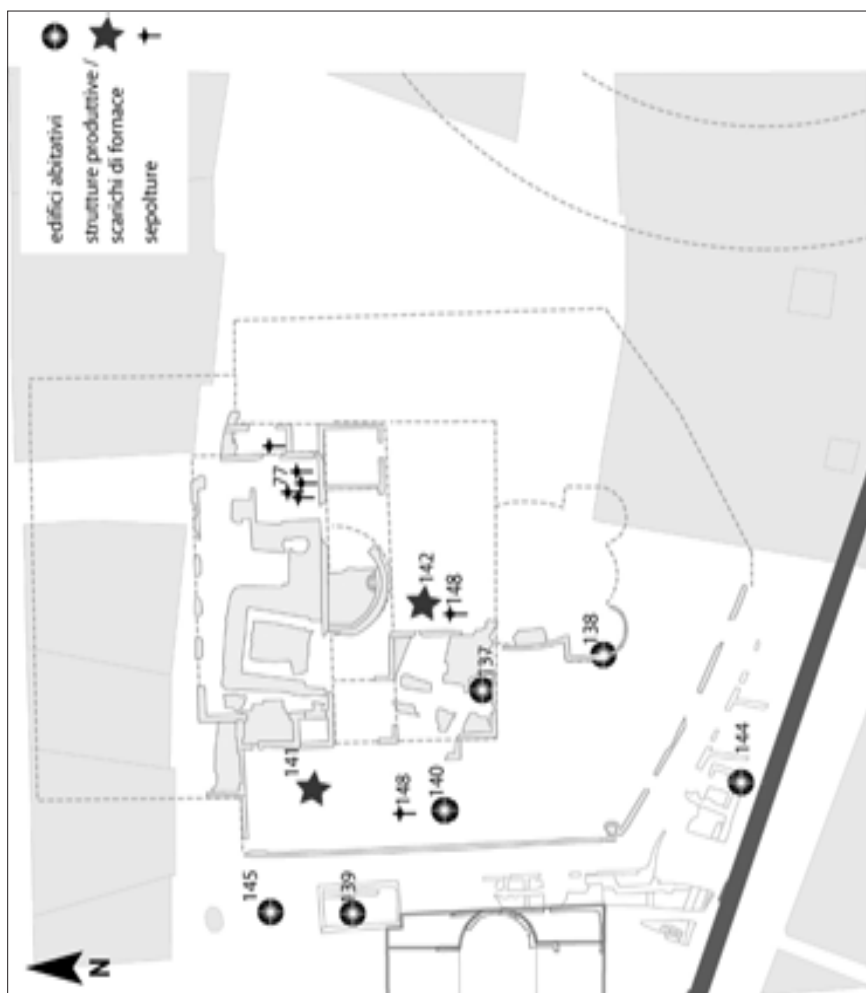 N
edifici abitativi
strutture produttive /
scarichi di fornace
sepolture
145
141
77
139
148
140
142
148
137
138
144